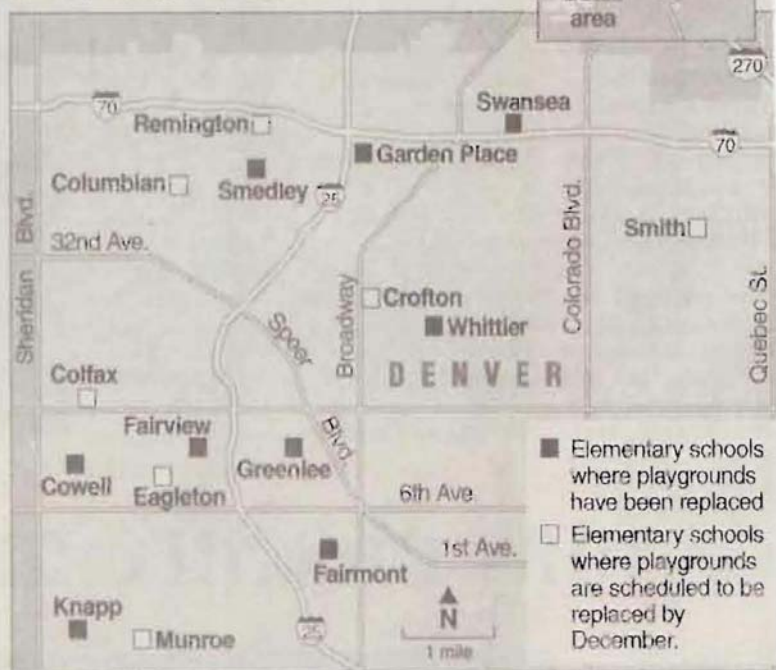 area
270
70
Swansea
Remington
70
Garden Place
Columbian
Smedley
25
Smith
Sheridan Blvd.
32nd Ave.
Colorado Blvd.
Quebec St.
Crofton
Broadway
Whittier
Speer Blvd.
DENVER
Colfax
Fairview
Greenlee
Cowell
Eagleton
6th Ave.
1st Ave.
Fairmont
Knapp
Munroe
25
N
1 mile
Elementary schools
where playgrounds
have been replaced
Elementary schools
where playgrounds
are scheduled to be
replaced by
December.